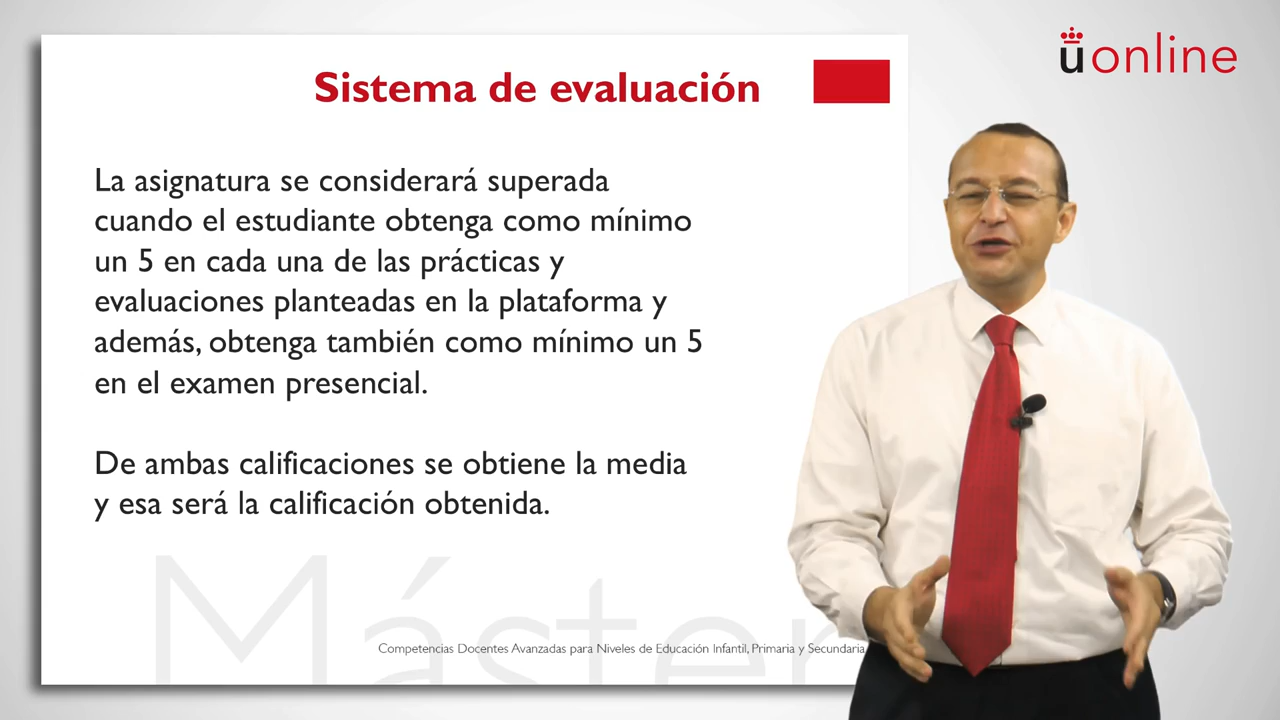 uonline
Sistema de evaluación
La asignatura se considerará superada
cuando el estudiante obtenga como mínimo
un 5 en cada una de las prácticas y
evaluaciones planteadas en la plataforma y
además, obtenga también como mínimo un 5
en el examen presencial.
De ambas calificaciones se obtiene la media
y esa será la calificación obtenida.
Máster
Competencias Docentes Avanzadas para Niveles de Educación Infantil, Primaria y Secundaria